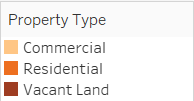 Property Type
Commercial
Residential
Vacant Land